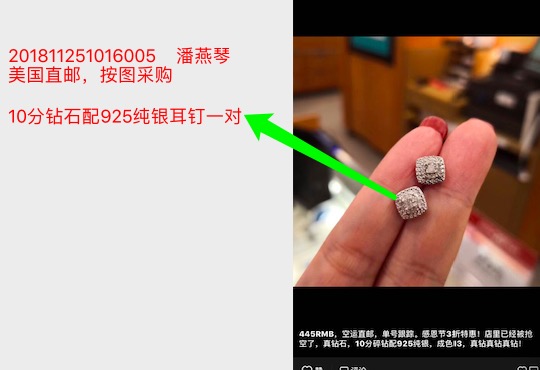 201811251016005 潘燕琴
美国直邮，按图采购
10分钻石配925纯银耳钉一对
445RMB，空运直邮，单号跟踪，感恩节3折特惠！店里已经被抢
空了，真钻石，10分碎钻配925纯银，成色II3，真钻真钻真钻！